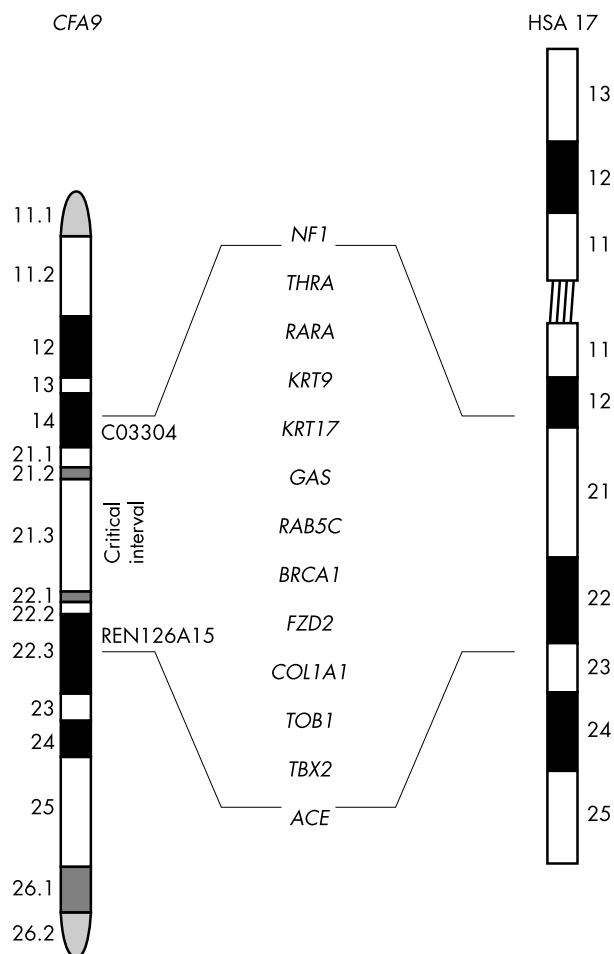 CFA9
HSA 17
11.1
11.2
12
13
14
21.1
21.2
21.3
22.1
22.2
22.3
23
24
25
26.1
26.2
C03304
Critical
interval
REN126A15
NF1
THRA
RARA
KRT9
KRT17
GAS
RAB5C
BRCA1
FZD2
COL1A1
TOB1
TBX2
ACE
13
12
11
11
12
21
22
23
24
25